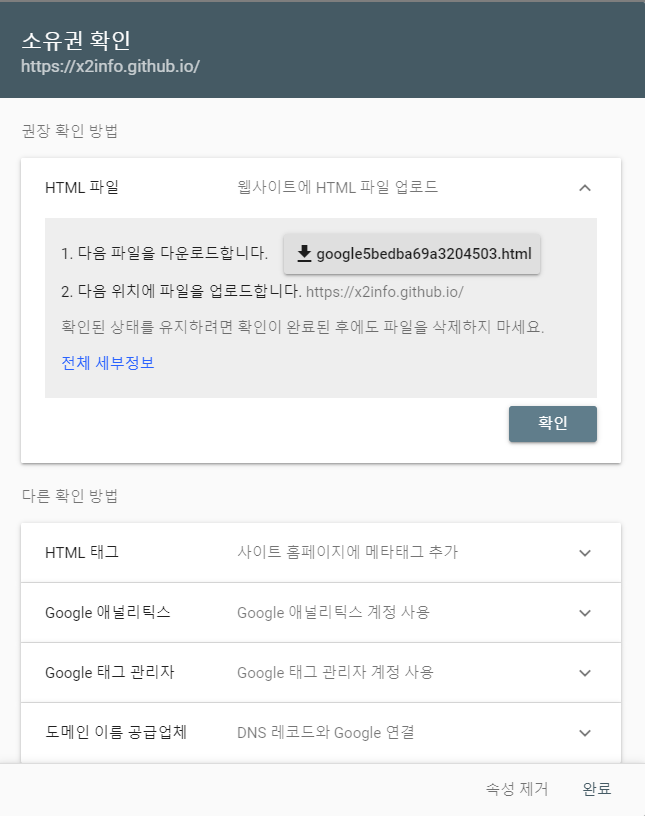 소유권 확인
https://x2info.github.io/
권장 확인 방법
HTML 파일 웹사이트에 HTML 파일 업로드
1. 다음 파일을 다운로드합니다. google5bedba69a3204503.html
2. 다음 위치에 파일을 업로드합니다. https://x2info.github.io/
확인된 상태를 유지하려면 확인이 완료된 후에도 파일을 삭제하지 마세요.
전체 세부정보
확인
다른 확인 방법
HTML 태그 사이트 홈페이지에 메타태그 추가
Google 애널리틱스 Google 애널리틱스 계정 사용
Google 태그 관리자 Google 태그 관리자 계정 사용
도메인 이름 공급업체 DNS 레코드와 Google 연결
속성 제거 완료